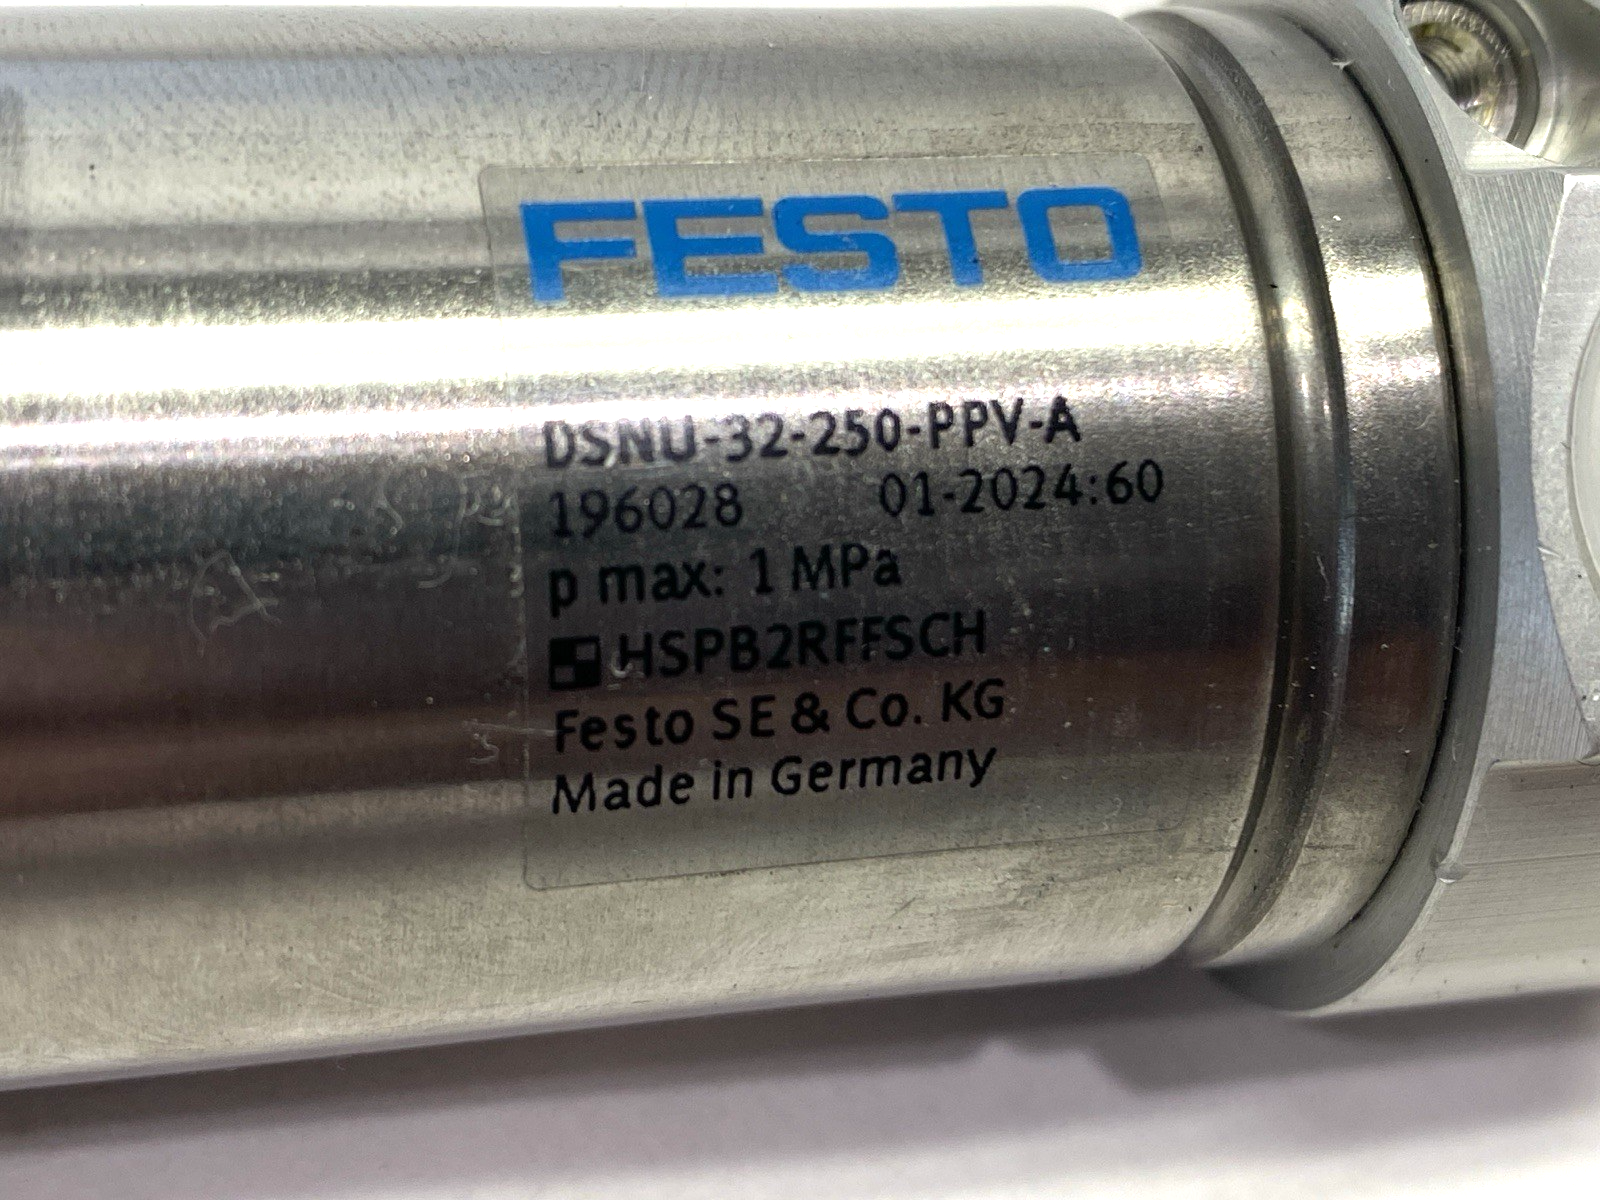 FESTO
DSNU-32-250-PPV-A
196028 01-2024:60
p max: 1 MPa
HSPB2RFFSCH
Festo SE & Co. KG
Made in Germany